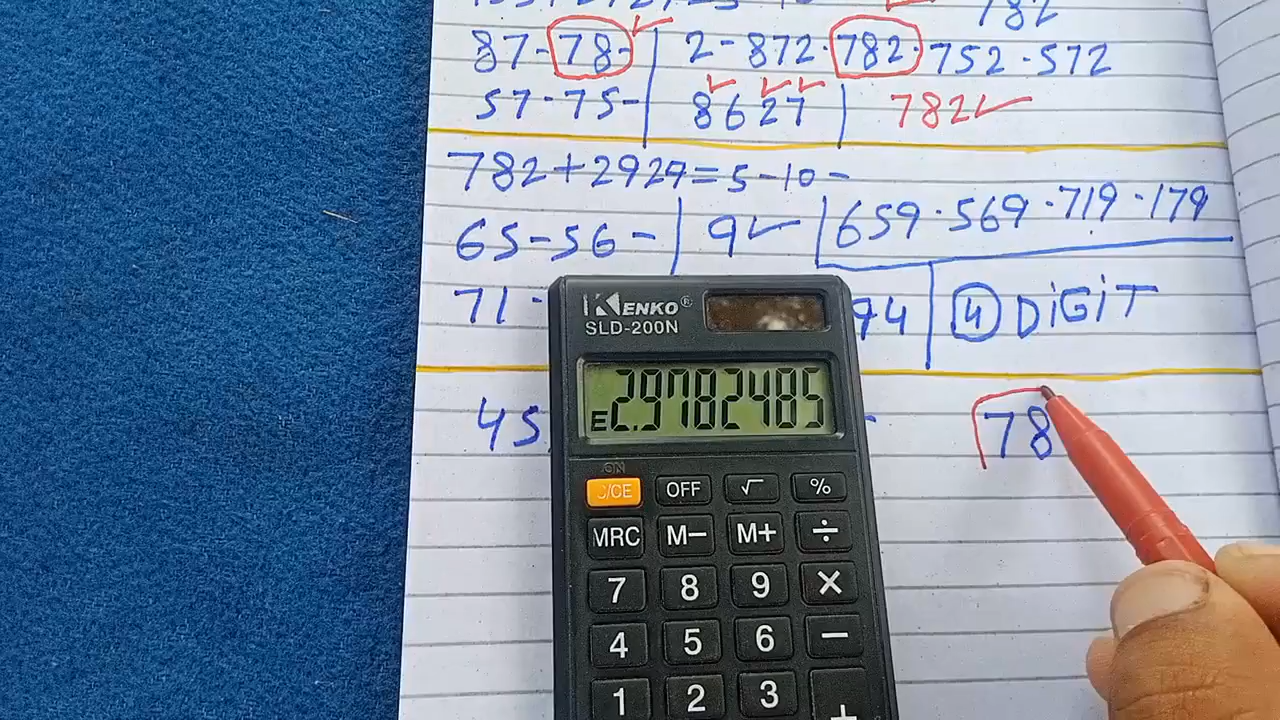 782
87-78- 2-872.782.752.572
57.75- 8627 782
782+2927=5-10-
65-56- 9 659.569.719.179
71. 94 4 DiGiT
45 78
KENKO®
SLD-200N
E2.9782485
ON
C/CE OFF √ %
MRC M− M+ ÷
7 8 9 ×
4 5 6 −
1 2 3 +